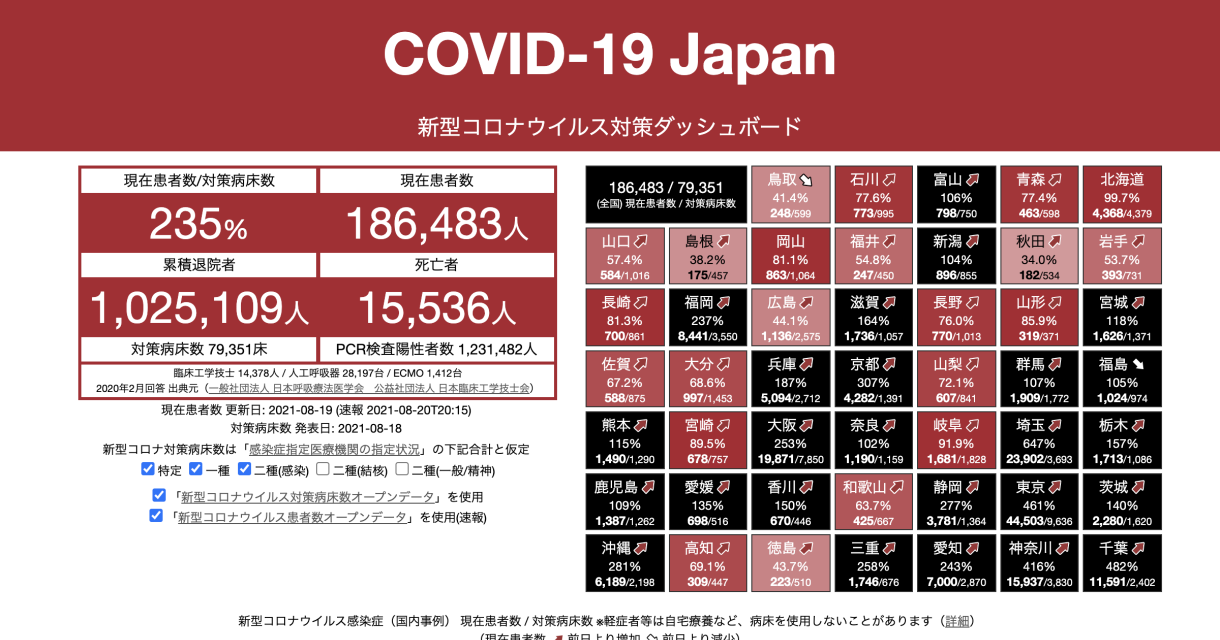 COVID-19 Japan
新型コロナウイルス対策ダッシュボード
現在患者数/対策病床数
現在患者数
235%
186,483人
累積退院者
死亡者
1,025,109人
15,536人
対策病床数 79,351床
PCR検査陽性者数 1,231,482人
臨床工学技士 14,378人 / 人工呼吸器 28,197台 / ECMO 1,412台
2020年2月回答 出典元（一般社団法人 日本呼吸療法医学会　公益社団法人 日本臨床工学技士会）
現在患者数 更新日: 2021-08-19 (速報 2021-08-20T20:15)
対策病床数 発表日: 2021-08-18
新型コロナ対策病床数は「感染症指定医療機関の指定状況」の下記合計と仮定
特定 一種 二種(感染) 二種(結核) 二種(一般/精神)
「新型コロナウイルス対策病床数オープンデータ」を使用
「新型コロナウイルス患者数オープンデータ」を使用(速報)
186,483 / 79,351
(全国) 現在患者数 / 対策病床数
鳥取
41.4%
248/599
石川
77.6%
773/995
富山
106%
798/750
青森
77.4%
463/598
北海道
99.7%
4,368/4,379
山口
57.4%
584/1,016
島根
38.2%
175/457
岡山
81.1%
863/1,064
福井
54.8%
247/450
新潟
104%
896/855
秋田
34.0%
182/534
岩手
53.7%
393/731
長崎
81.3%
700/861
福岡
237%
8,441/3,550
広島
44.1%
1,136/2,575
滋賀
164%
1,736/1,057
長野
76.0%
770/1,013
山形
85.9%
319/371
宮城
118%
1,626/1,371
佐賀
67.2%
588/875
大分
68.6%
997/1,453
兵庫
187%
5,094/2,712
京都
307%
4,282/1,391
山梨
72.1%
607/841
群馬
107%
1,909/1,772
福島
105%
1,024/974
熊本
115%
1,490/1,290
宮崎
89.5%
678/757
大阪
253%
19,871/7,850
奈良
102%
1,190/1,159
岐阜
91.9%
1,681/1,828
埼玉
647%
23,902/3,693
栃木
157%
1,713/1,086
鹿児島
109%
1,387/1,262
愛媛
135%
698/516
香川
150%
670/446
和歌山
63.7%
425/667
静岡
277%
3,781/1,364
東京
461%
44,503/9,636
茨城
140%
2,280/1,620
沖縄
281%
6,189/2,198
高知
69.1%
309/447
徳島
43.7%
223/510
三重
258%
1,746/676
愛知
243%
7,000/2,870
神奈川
416%
15,937/3,830
千葉
482%
11,591/2,402
新型コロナウイルス感染症（国内事例） 現在患者数 / 対策病床数 ※軽症者等は自宅療養など、病床を使用しないことがあります（詳細）
（現在患者数 前日より増加 前日より減少）